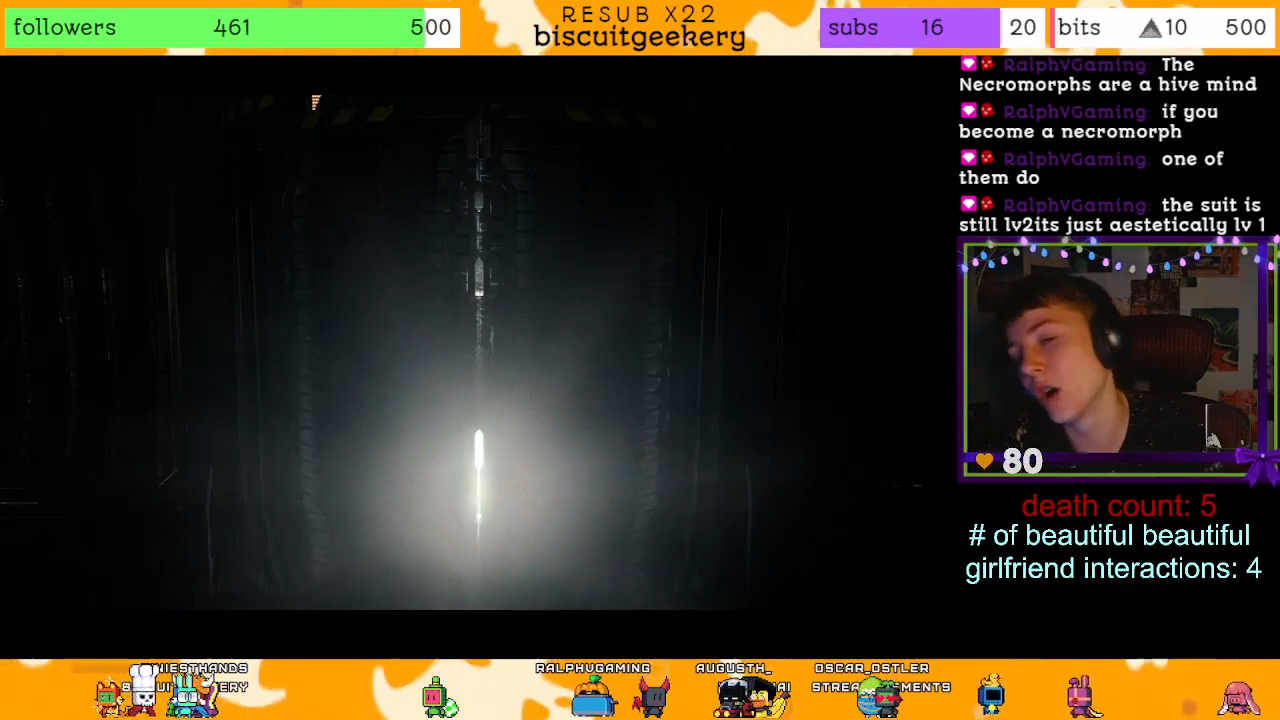 followers 461 500
RESUB X22
biscuitgeekery
subs 16 20
bits 10 500
RalphVGaming: The
Necromorphs are a hive mind
RalphVGaming: if you
become a necromorph
RalphVGaming: one of
them do
RalphVGaming: the suit is
still lv2its just aestetically lv 1
80
death count: 5
# of beautiful beautiful
girlfriend interactions: 4
RALPHVGAMING
AUGUSTH_
OSCAR_OSTLER